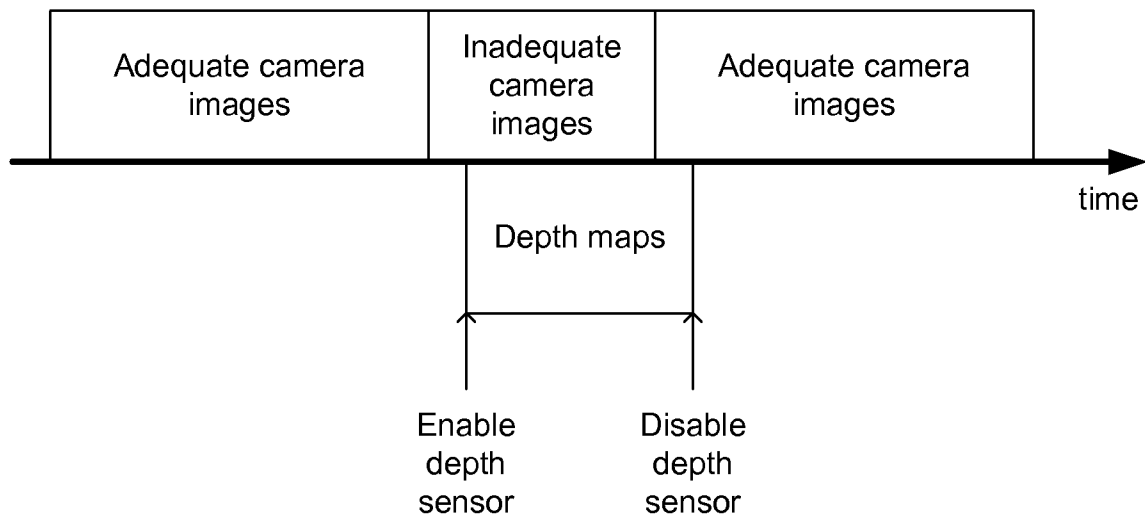 Adequate camera
images
Inadequate
camera
images
Adequate camera
images
time
Depth maps
Enable
depth
sensor
Disable
depth
sensor